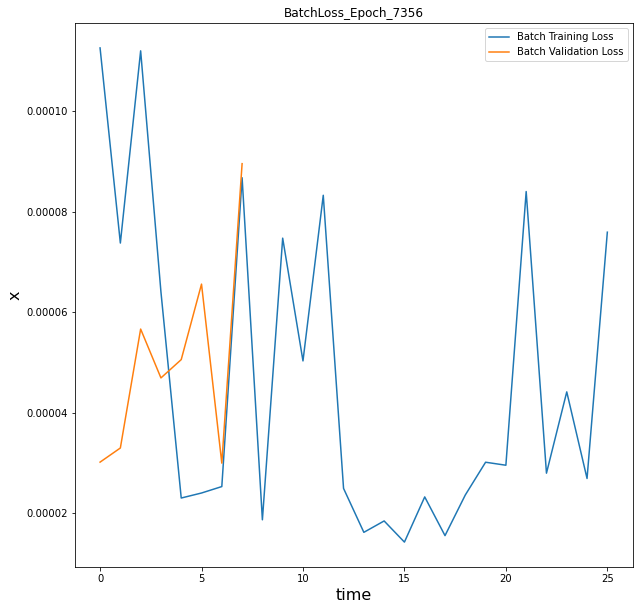 BatchLoss_Epoch_7356
Batch Training Loss
Batch Validation Loss
0.00010
0.00008
0.00006
0.00004
0.00002
x
0 5 10 15 20 25
time